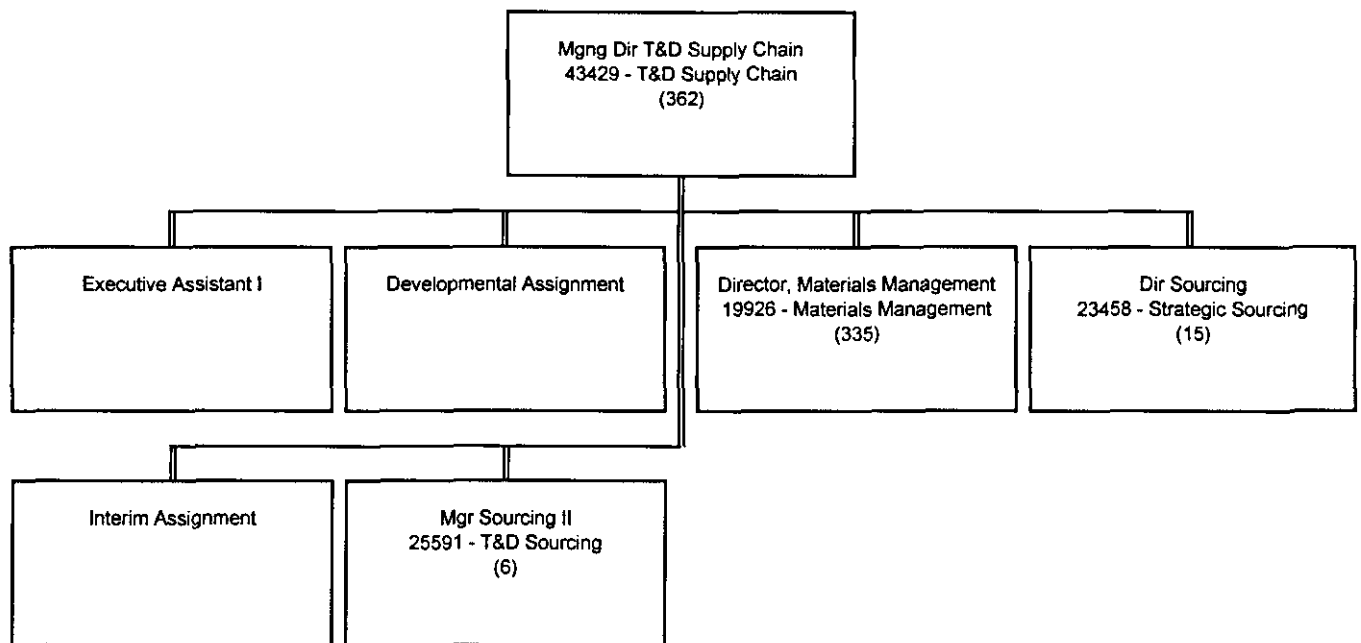 Mgng Dir T&D Supply Chain
43429 - T&D Supply Chain
(362)
Executive Assistant I
Developmental Assignment
Director, Materials Management
19926 - Materials Management
(335)
Dir Sourcing
23458 - Strategic Sourcing
(15)
Interim Assignment
Mgr Sourcing II
25591 - T&D Sourcing
(6)